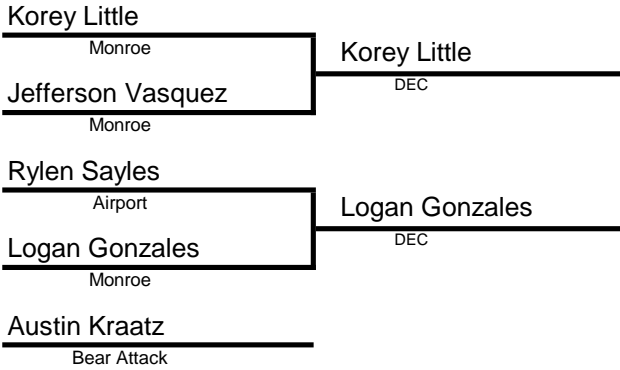 Korey Little
Monroe
Korey Little
DEC
Jefferson Vasquez
Monroe
Rylen Sayles
Airport
Logan Gonzales
DEC
Logan Gonzales
Monroe
Austin Kraatz
Bear Attack